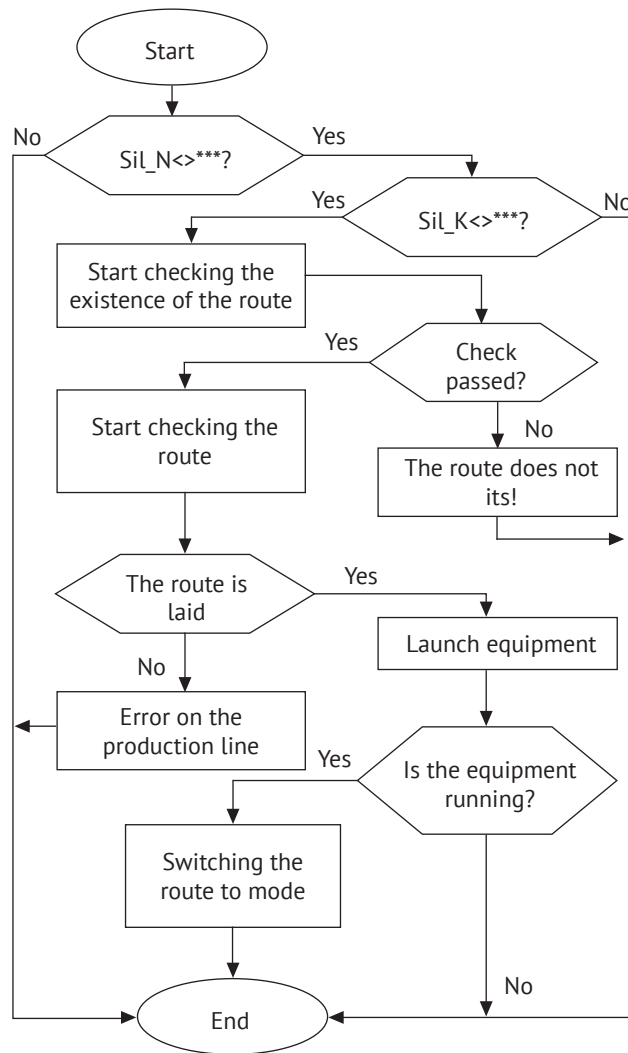 Start
No
Yes
Sil_N<>***?
Yes
No
Sil_K<>***?
Start checking the
existence of the route
Yes
Check
passed?
Start checking the
route
No
The route does not
its!
The route is
laid
Yes
Launch equipment
No
Error on the
production line
Yes
Is the equipment
running?
Switching the
route to mode
No
End